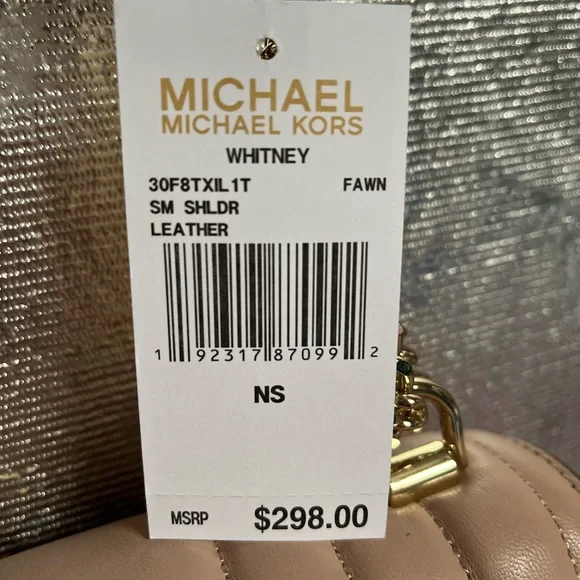 MICHAEL
MICHAEL KORS
WHITNEY
30F8TXIL1T FAWN
SM SHLDR
LEATHER
1 92317 87099 2
NS
MSRP $298.00